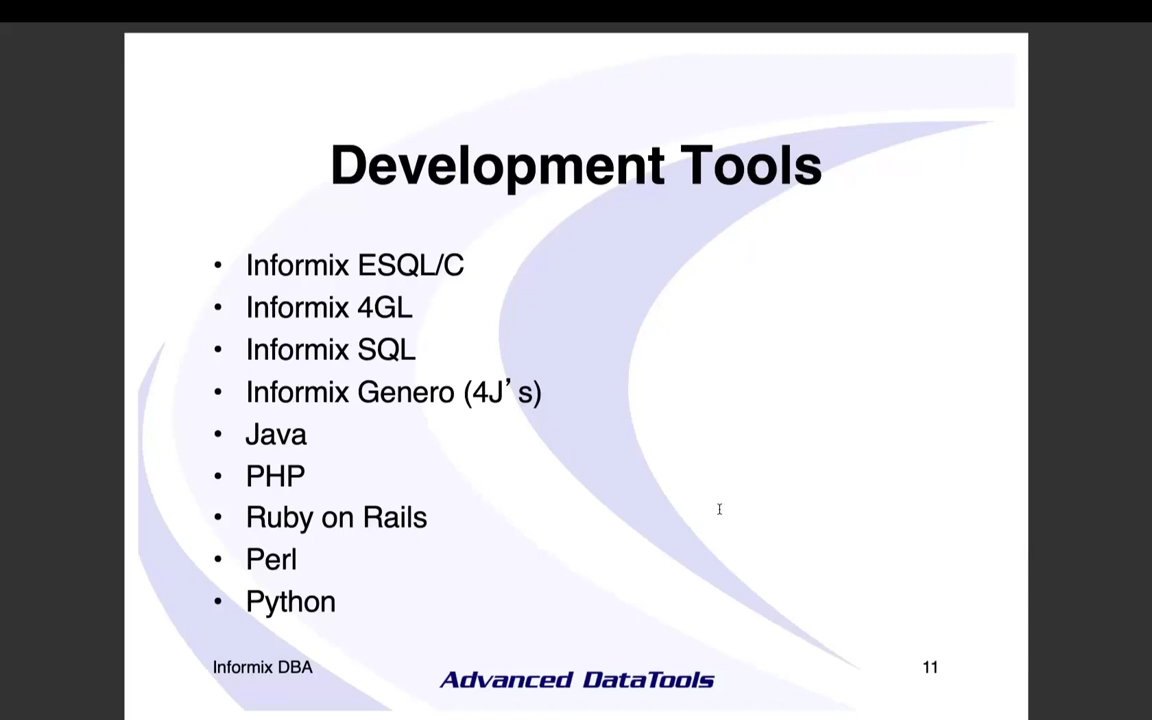 Development Tools
• Informix ESQL/C
• Informix 4GL
• Informix SQL
• Informix Genero (4J’s)
• Java
• PHP
• Ruby on Rails
• Perl
• Python
Informix DBA
Advanced DataTools
11